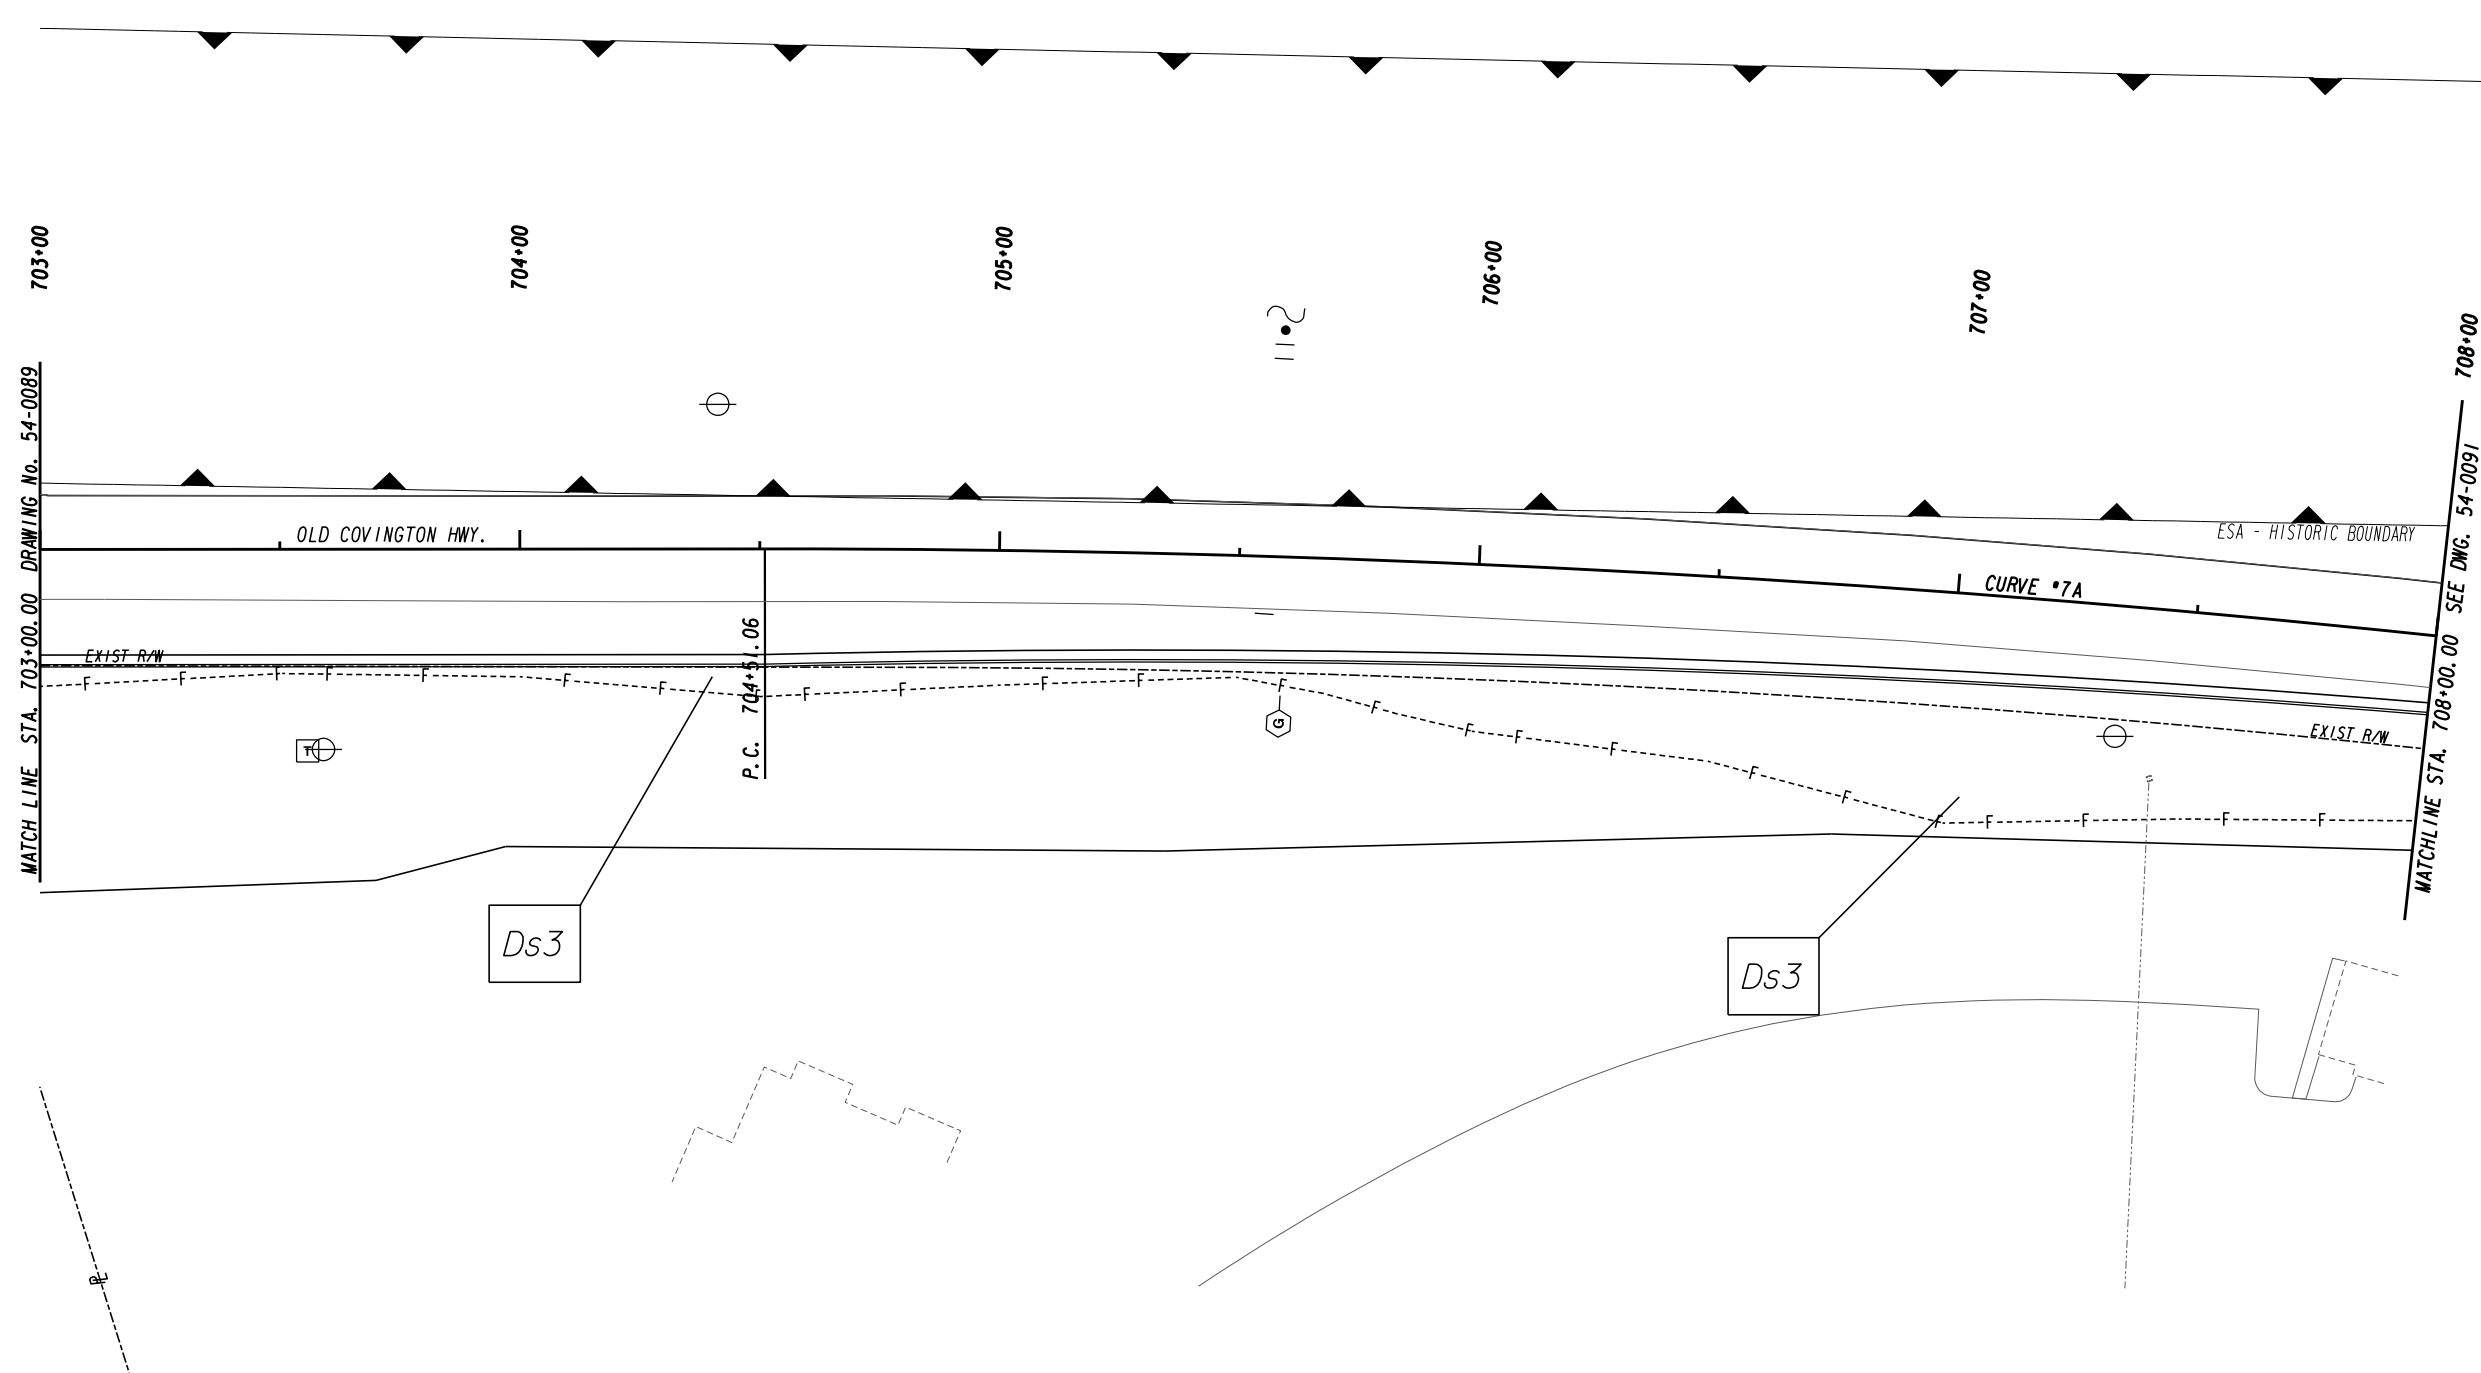 703+00
704+00
705+00
706+00
707+00
708+00
MATCH LINE STA. 703+00.00 DRAWING No. 54-0089
OLD COVINGTON HWY.
ESA - HISTORIC BOUNDARY
CURVE #7A
EXIST R/W
P.C. 704+51.06
F F F F F F F F F F F F F F F F F F F F F F F F F
G
T
EXIST R/W
MATCHLINE STA. 708+00.00 SEE DWG. 54-0091
Ds3
Ds3
PL